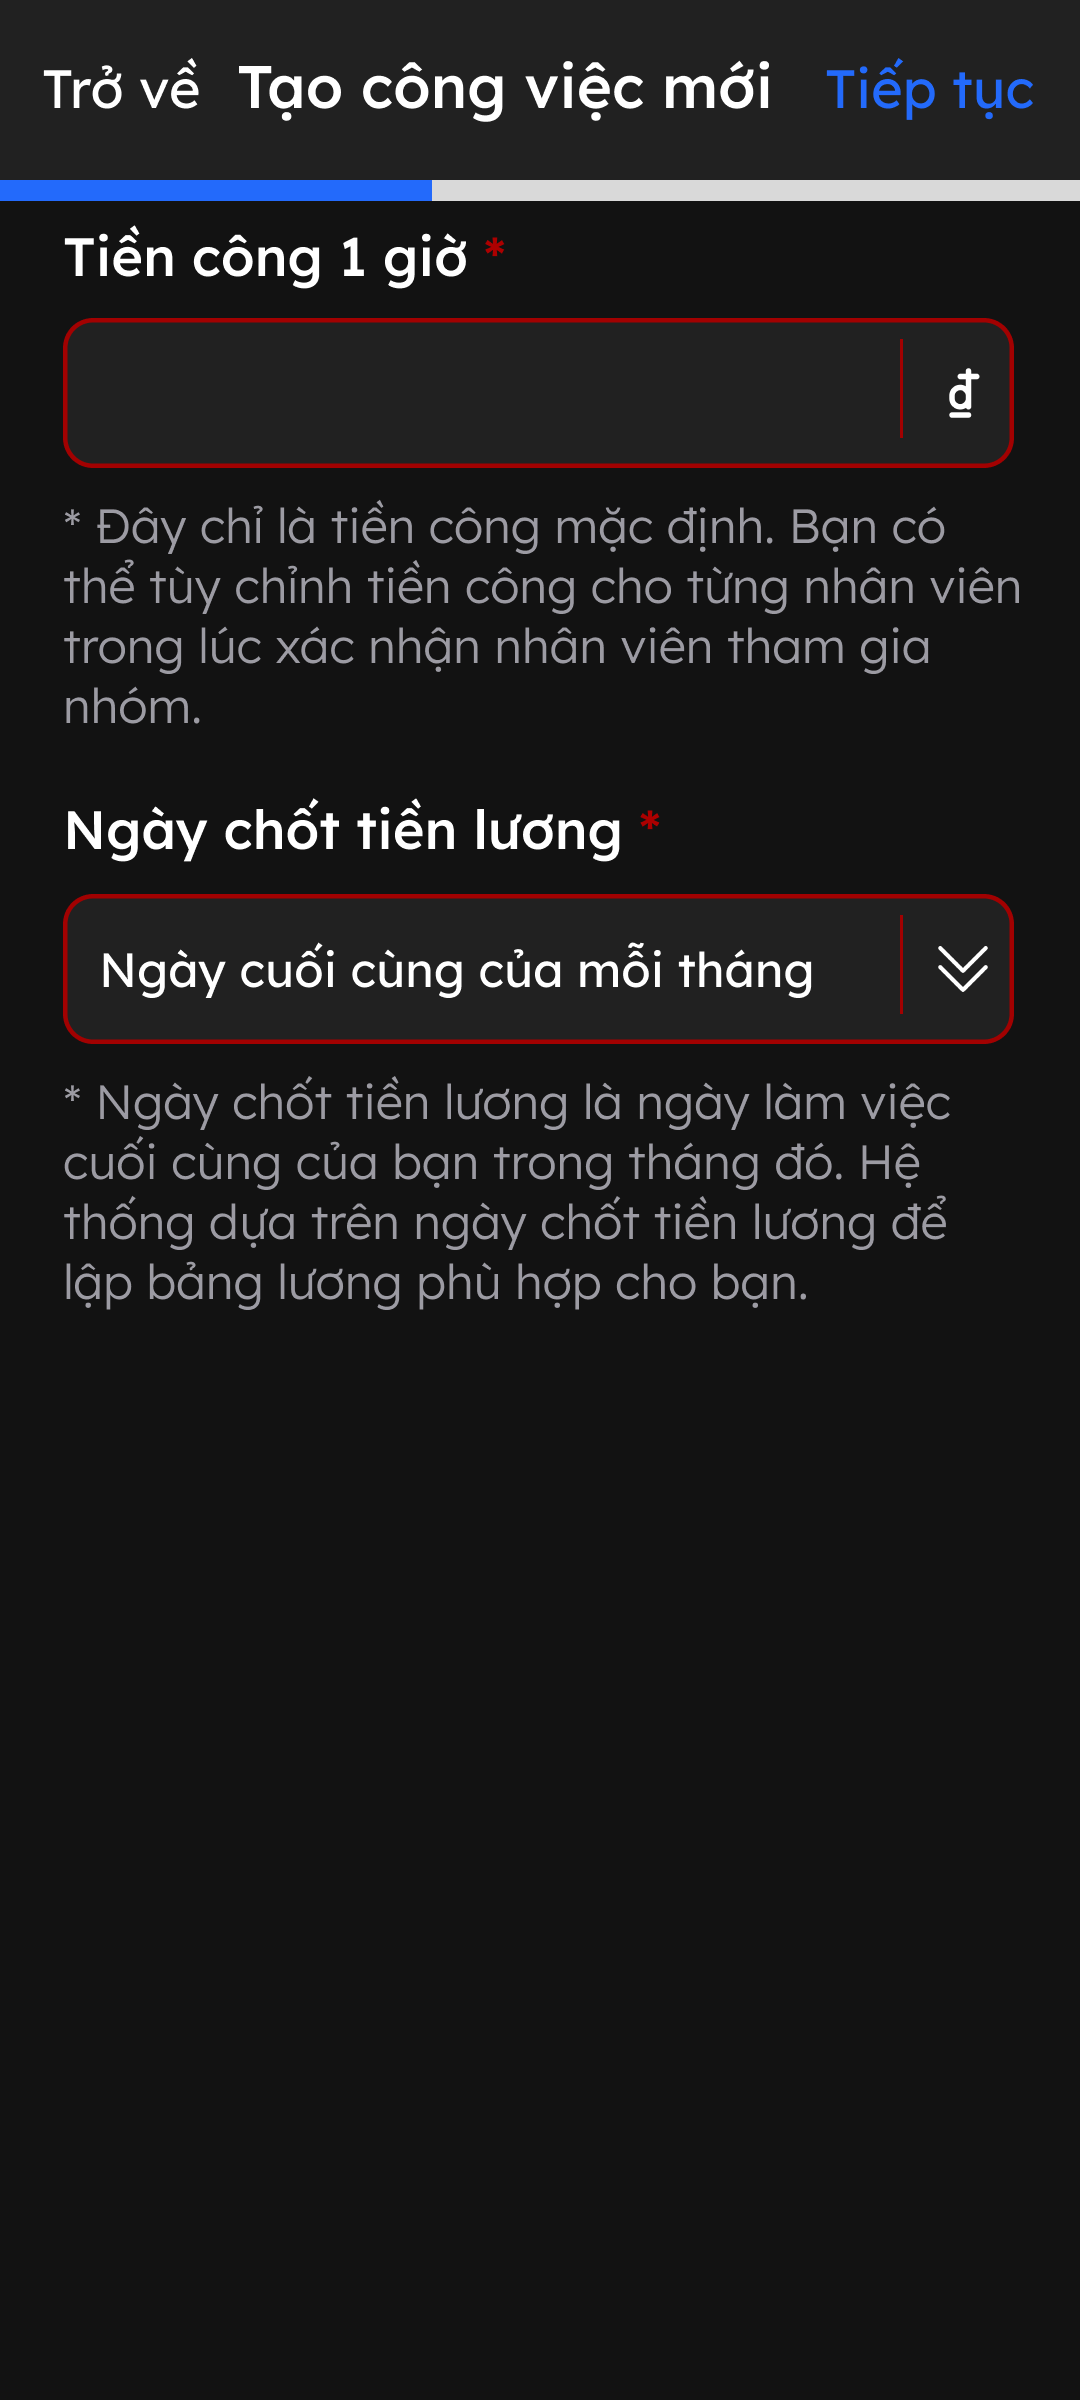 Trở về Tạo công việc mới Tiếp tục
Tiền công 1 giờ *
₫
* Đây chỉ là tiền công mặc định. Bạn có
thể tùy chỉnh tiền công cho từng nhân viên
trong lúc xác nhận nhân viên tham gia
nhóm.
Ngày chốt tiền lương *
Ngày cuối cùng của mỗi tháng
* Ngày chốt tiền lương là ngày làm việc
cuối cùng của bạn trong tháng đó. Hệ
thống dựa trên ngày chốt tiền lương để
lập bảng lương phù hợp cho bạn.